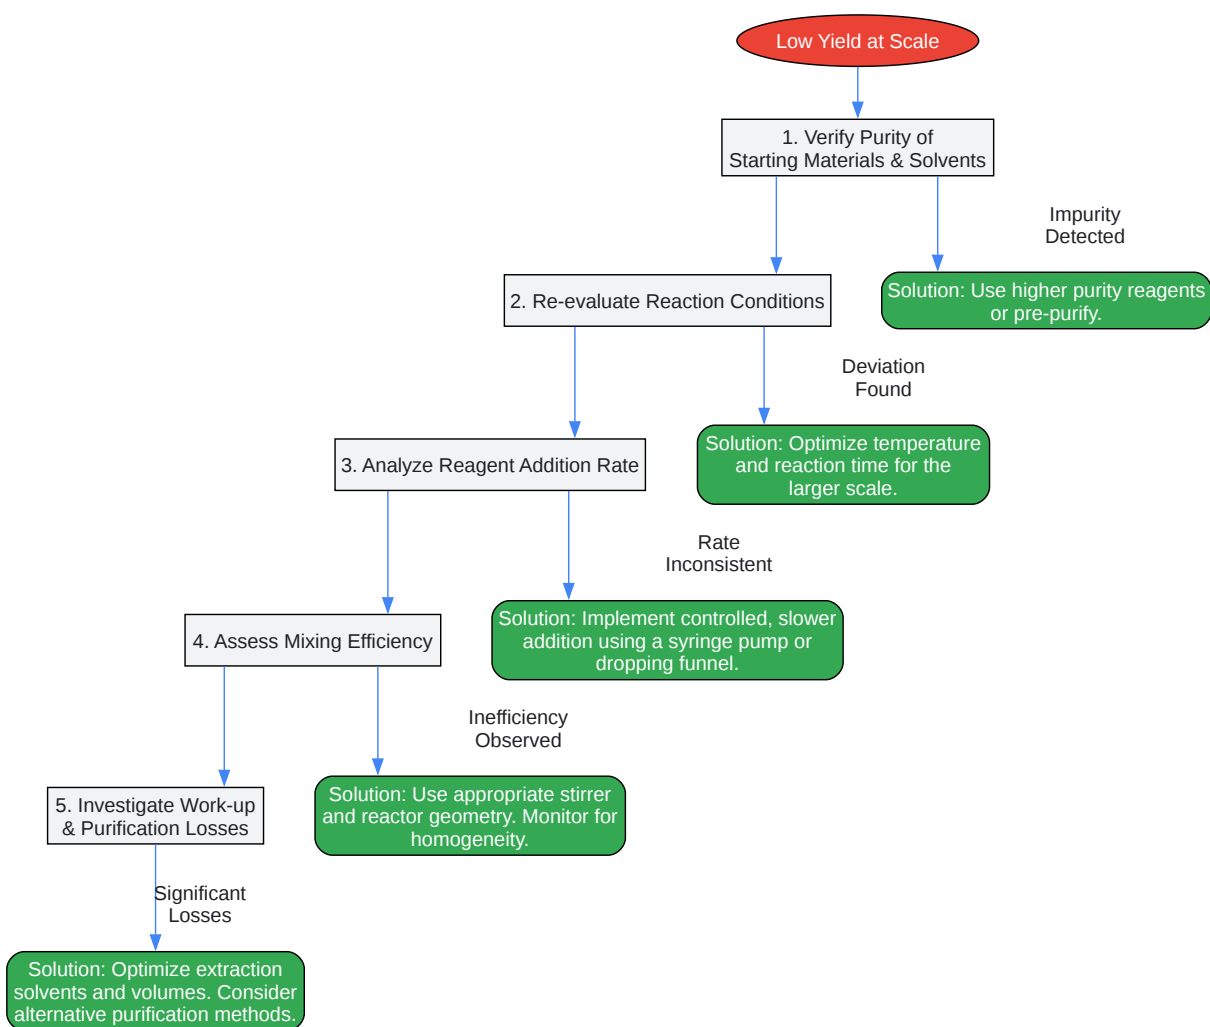 Low Yield at Scale
1. Verify Purity of
Starting Materials & Solvents
Impurity
Detected
Solution: Use higher purity reagents
or pre-purify.
2. Re-evaluate Reaction Conditions
Deviation
Found
Solution: Optimize temperature
and reaction time for the
larger scale.
3. Analyze Reagent Addition Rate
Rate
Inconsistent
Solution: Implement controlled, slower
addition using a syringe pump or
dropping funnel.
4. Assess Mixing Efficiency
Inefficiency
Observed
Solution: Use appropriate stirrer
and reactor geometry. Monitor for
homogeneity.
5. Investigate Work-up
& Purification Losses
Significant
Losses
Solution: Optimize extraction
solvents and volumes. Consider
alternative purification methods.